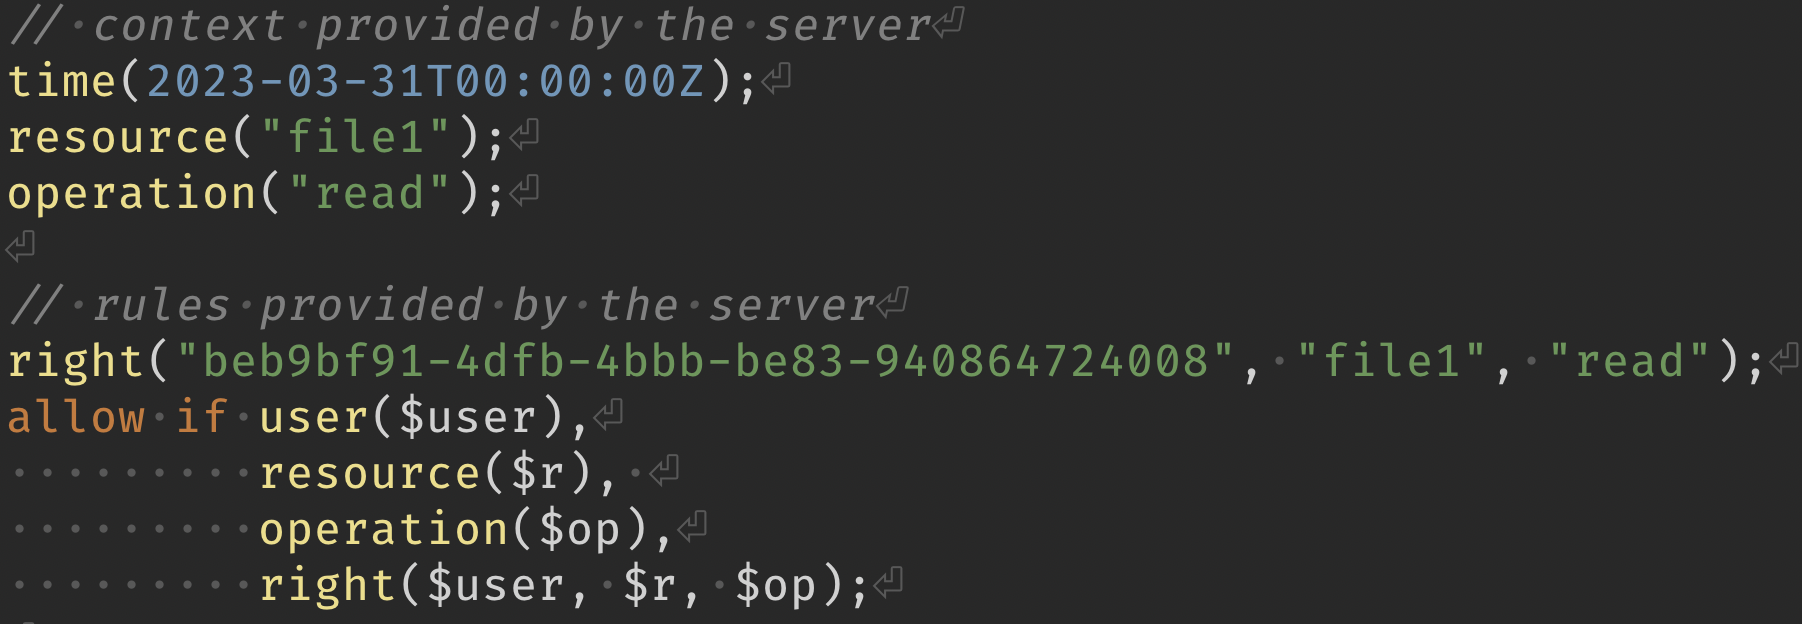 // context provided by the server
time(2023-03-31T00:00:00Z);
resource("file1");
operation("read");

// rules provided by the server
right("beb9bf91-4dfb-4bbb-be83-940864724008", "file1", "read");
allow if user($user),
         resource($r), 
         operation($op),
         right($user, $r, $op);